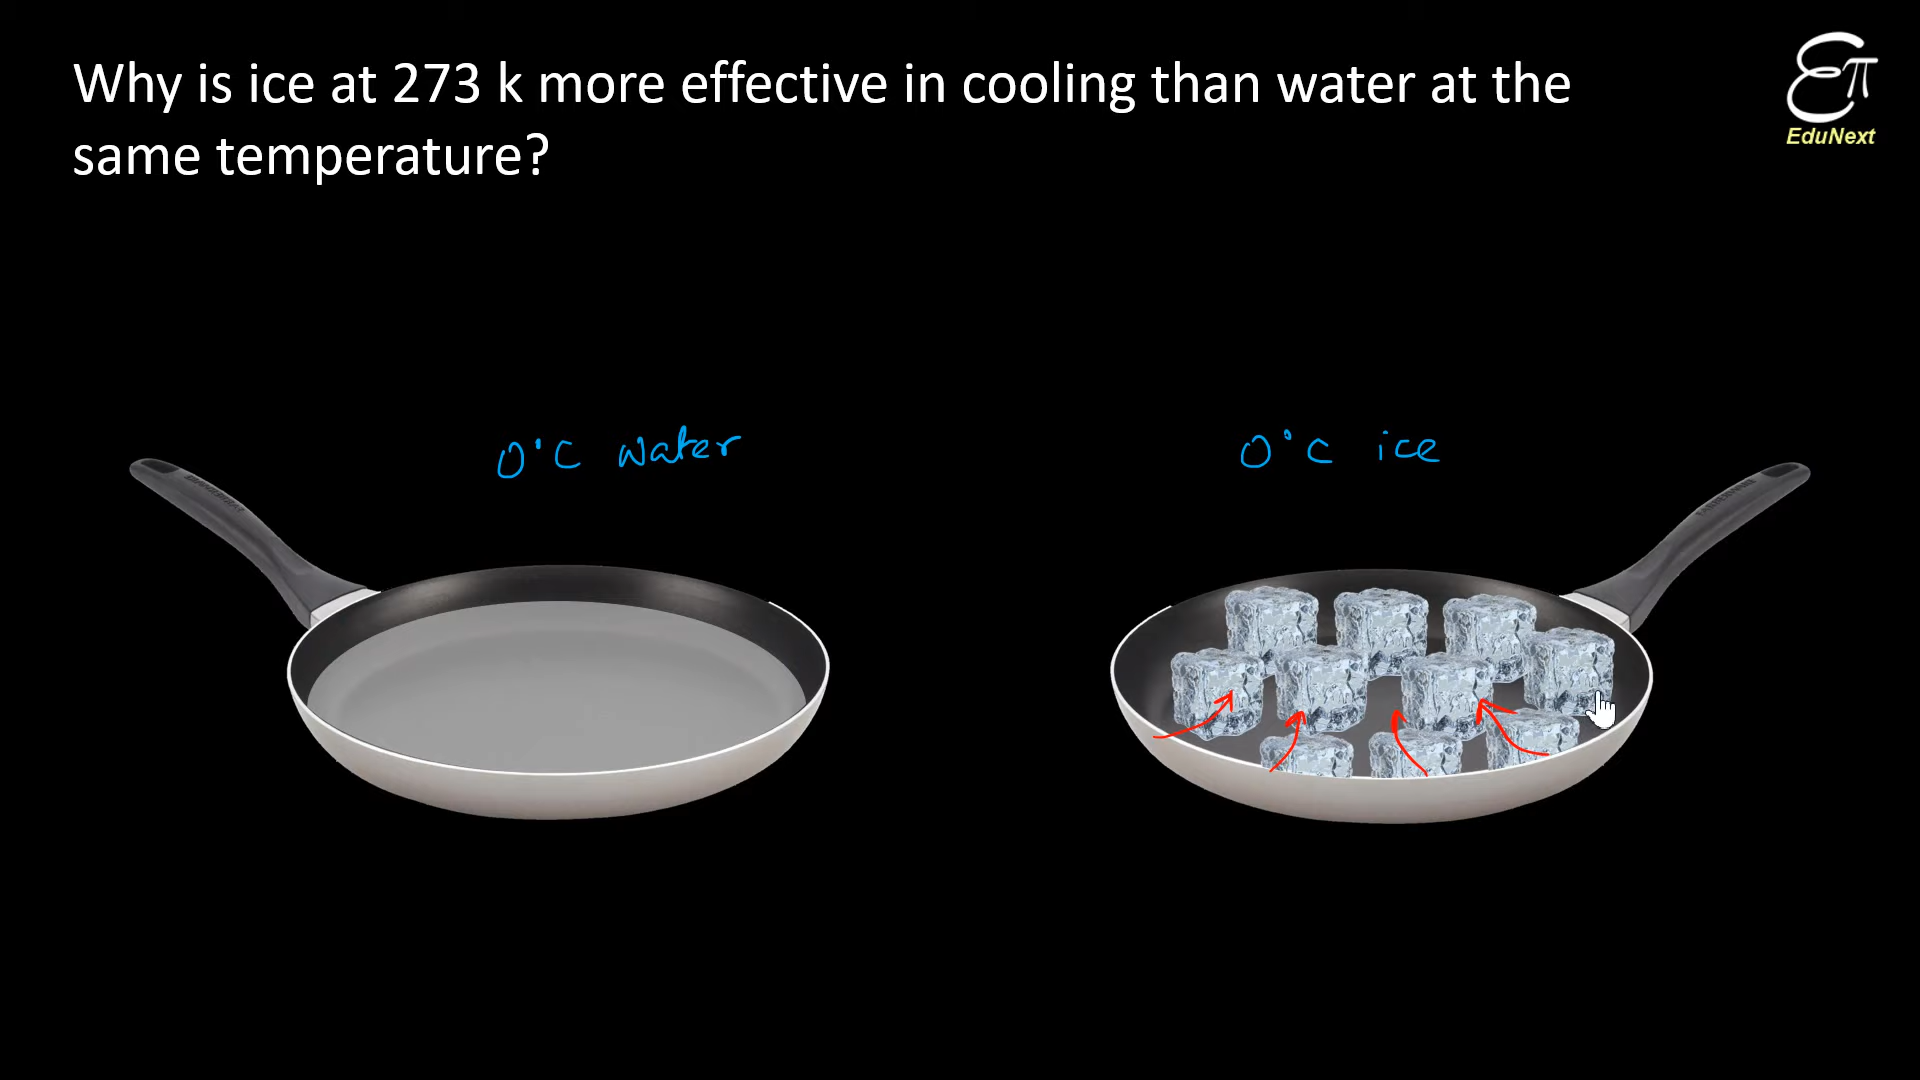 Why is ice at 273 k more effective in cooling than water at the
same temperature?
επ
EduNext
0°C water
0°C ice